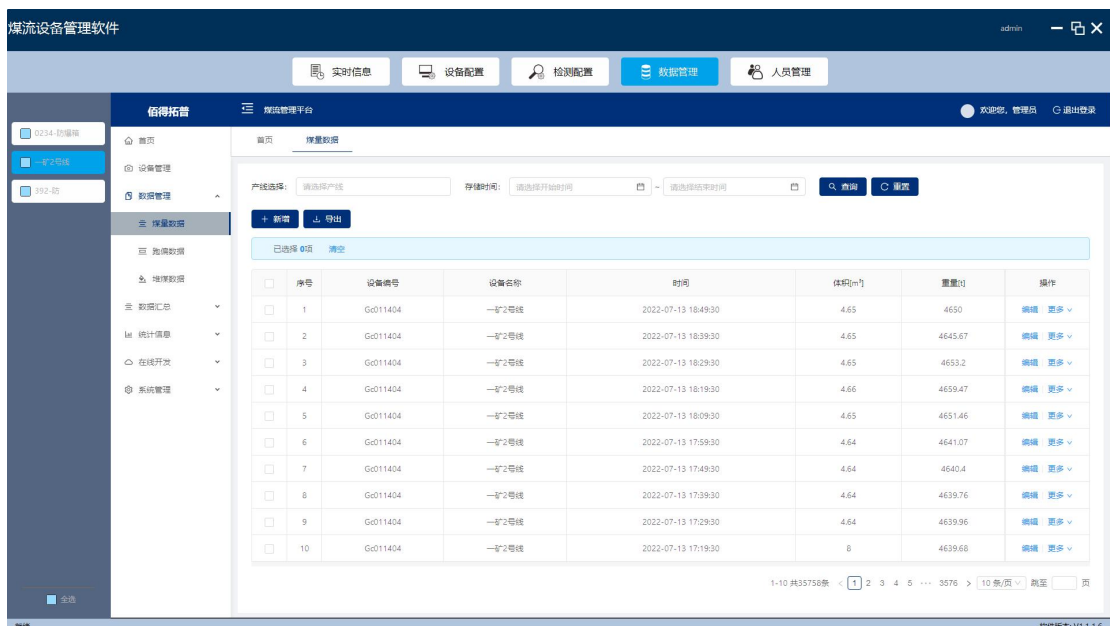 煤流设备管理软件 admin
实时信息 设备配置 检测配置 数据管理 人员管理
佰得拓普 煤流管理平台 欢迎您，管理员 退出登录
0234-防爆箱
一矿2号线
392-防
首页
设备管理
数据管理
煤量数据
跑偏数据
堆煤数据
数据汇总
统计信息
在线开发
系统管理
全选
首页 煤量数据
产线选择： 请选择产线 存储时间： 请选择开始时间 ~ 请选择结束时间 查询 重置
+ 新增 导出
已选择 0项 清空
序号 设备编号 设备名称 时间 体积[m³] 重量[t] 操作
1 Gc011404 一矿2号线 2022-07-13 18:49:30 4.65 4650 编辑 更多
2 Gc011404 一矿2号线 2022-07-13 18:39:30 4.65 4645.67 编辑 更多
3 Gc011404 一矿2号线 2022-07-13 18:29:30 4.65 4653.2 编辑 更多
4 Gc011404 一矿2号线 2022-07-13 18:19:30 4.66 4659.47 编辑 更多
5 Gc011404 一矿2号线 2022-07-13 18:09:30 4.65 4651.46 编辑 更多
6 Gc011404 一矿2号线 2022-07-13 17:59:30 4.64 4641.07 编辑 更多
7 Gc011404 一矿2号线 2022-07-13 17:49:30 4.64 4640.4 编辑 更多
8 Gc011404 一矿2号线 2022-07-13 17:39:30 4.64 4639.76 编辑 更多
9 Gc011404 一矿2号线 2022-07-13 17:29:30 4.64 4639.96 编辑 更多
10 Gc011404 一矿2号线 2022-07-13 17:19:30 8 4639.68 编辑 更多
1-10 共35758条 < 1 2 3 4 5 ··· 3576 > 10 条/页 跳至 页